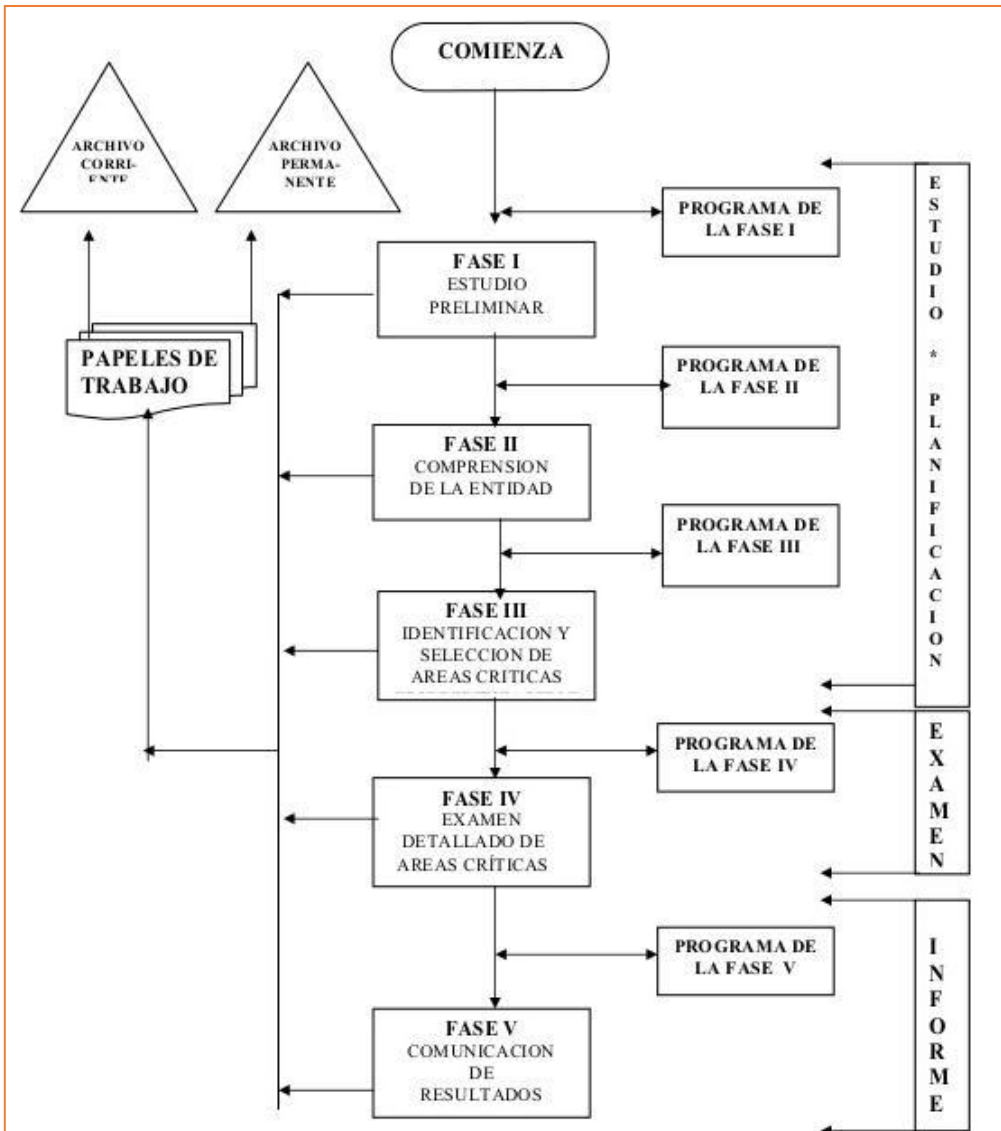 COMIENZA
ARCHIVO
CORRI-
ENTE
ARCHIVO
PERMA-
NENTE
PROGRAMA DE
LA FASE I
FASE I
ESTUDIO
PRELIMINAR
PAPELES DE
TRABAJO
PROGRAMA DE
LA FASE II
FASE II
COMPRENSION
DE LA ENTIDAD
PROGRAMA DE
LA FASE III
FASE III
IDENTIFICACION Y
SELECCION DE
AREAS CRITICAS
PROGRAMA DE
LA FASE IV
FASE IV
EXAMEN
DETALLADO DE
AREAS CRÍTICAS
PROGRAMA DE
LA FASE V
FASE V
COMUNICACION
DE
RESULTADOS
ESTUDIO * PLANIFICACION
EXAMEN
INFORME